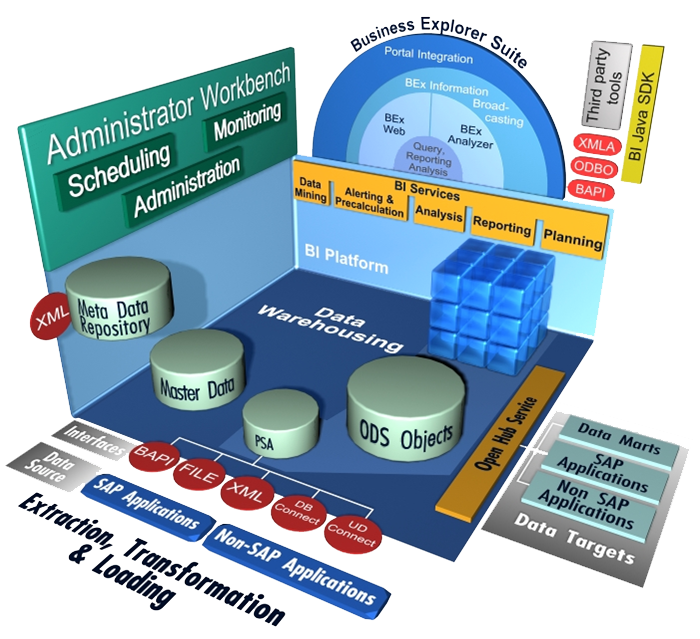 Business Explorer Suite
Portal Integration
BEx Information
Broad-
casting
BEx
Web
BEx
Analyzer
Query,
Reporting
Analysis
Third party
tools
BI Java SDK
XMLA
ODBO
BAPI
Administrator Workbench
Scheduling
Monitoring
Administration
BI Services
Data
Mining
Alerting &
Precalculation
Analysis
Reporting
Planning
BI Platform
Data
Warehousing
XML
Meta Data
Repository
Master Data
PSA
ODS Objects
Open Hub Service
Data Marts
SAP
Applications
Non SAP
Applications
Data Targets
Interfaces
BAPI
FILE
XML
DB
Connect
UD
Connect
Data
Source
SAP Applications
Non-SAP Applications
Extraction, Transformation
& Loading